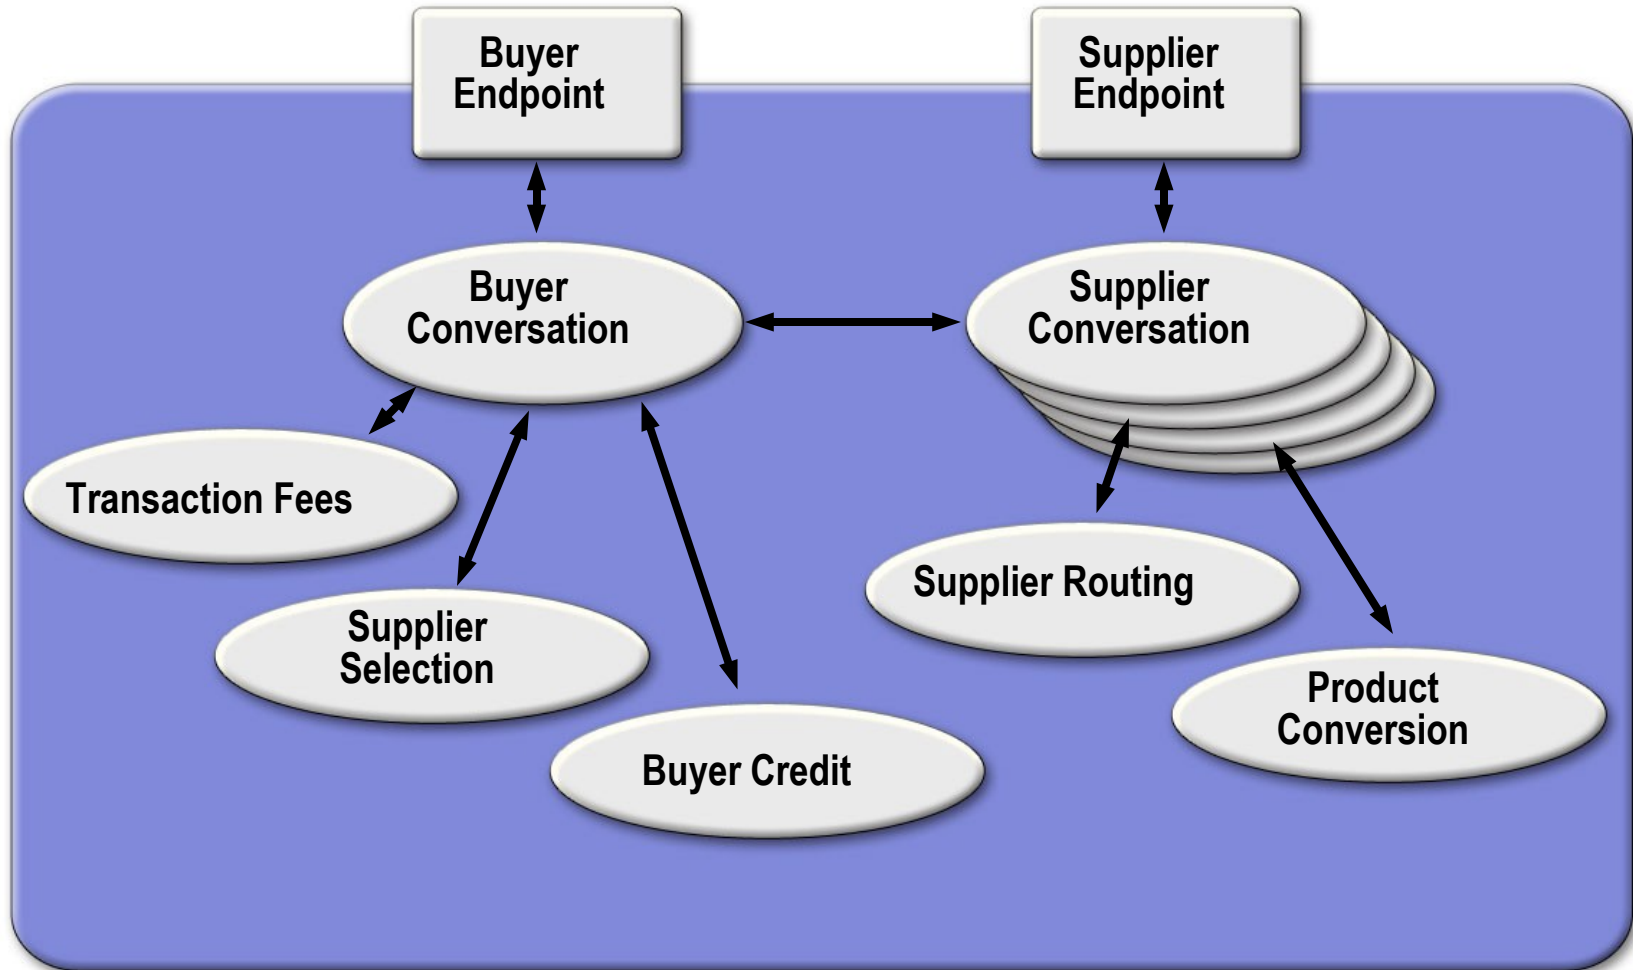 Buyer
Endpoint
Supplier
Endpoint
Buyer
Conversation
Supplier
Conversation
Transaction Fees
Supplier
Selection
Buyer Credit
Supplier Routing
Product
Conversion